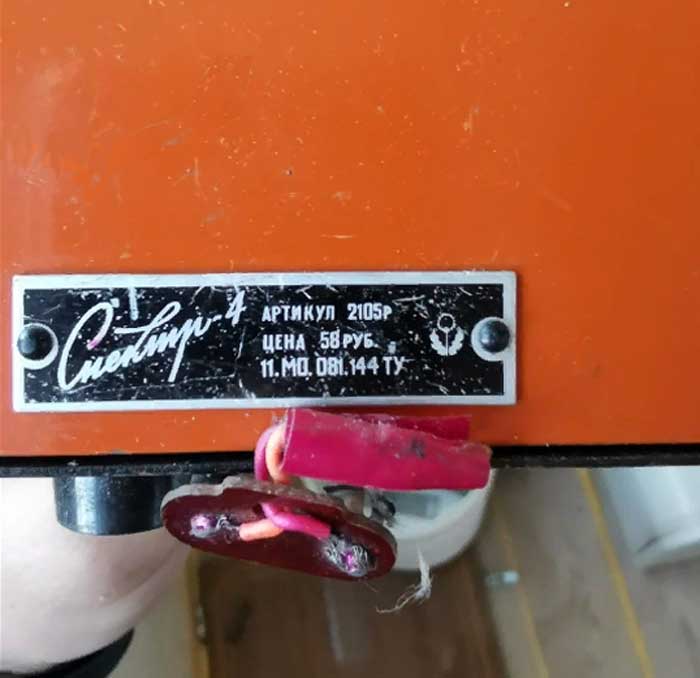 Спектр-4
АРТИКУЛ 2105Р
ЦЕНА 58 РУБ.
11.МО.081.144 ТУ